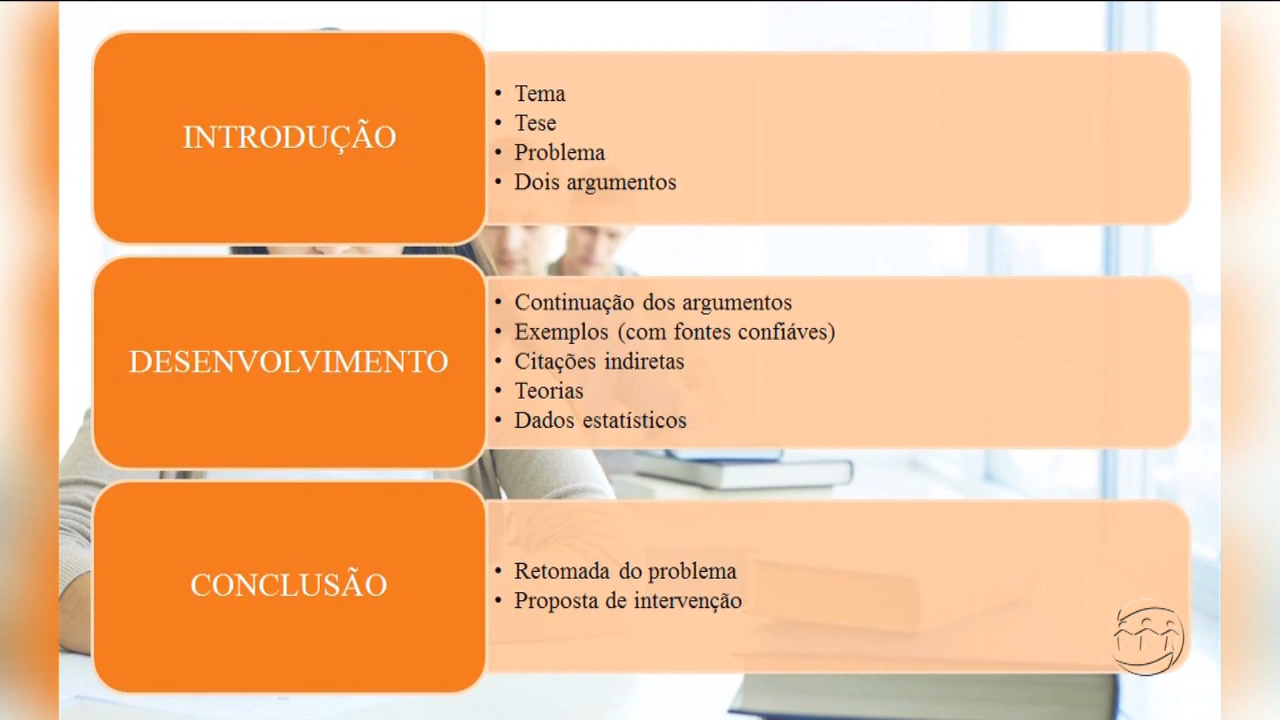 INTRODUÇÃO
• Tema
• Tese
• Problema
• Dois argumentos
DESENVOLVIMENTO
• Continuação dos argumentos
• Exemplos (com fontes confiáves)
• Citações indiretas
• Teorias
• Dados estatísticos
CONCLUSÃO
• Retomada do problema
• Proposta de intervenção